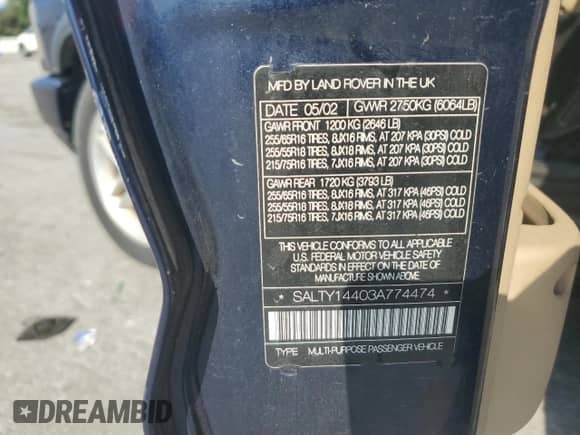 MFD BY LAND ROVER IN THE UK
DATE 05/02 GVWR 2750KG (6064LB)
GAWR FRONT 1200 KG (2646 LB)
255/65R16 TIRES, 8JX16 RIMS, AT 207 KPA (30PSI) COLD
255/55R18 TIRES, 8JX18 RIMS, AT 207 KPA (30PSI) COLD
215/75R16 TIRES, 7JX16 RIMS, AT 207 KPA (30PSI) COLD
GAWR REAR 1720 KG (3793 LB)
255/65R16 TIRES, 8JX16 RIMS, AT 317 KPA (46PSI) COLD
255/55R18 TIRES, 8JX18 RIMS, AT 317 KPA (46PSI) COLD
215/75R16 TIRES, 7JX16 RIMS, AT 317 KPA (46PSI) COLD
THIS VEHICLE CONFORMS TO ALL APPLICABLE
U.S. FEDERAL MOTOR VEHICLE SAFETY
STANDARDS IN EFFECT ON THE DATE OF
MANUFACTURE SHOWN ABOVE.
* SALTY14403A774474 *
TYPE MULTI-PURPOSE PASSENGER VEHICLE
DREAMBID